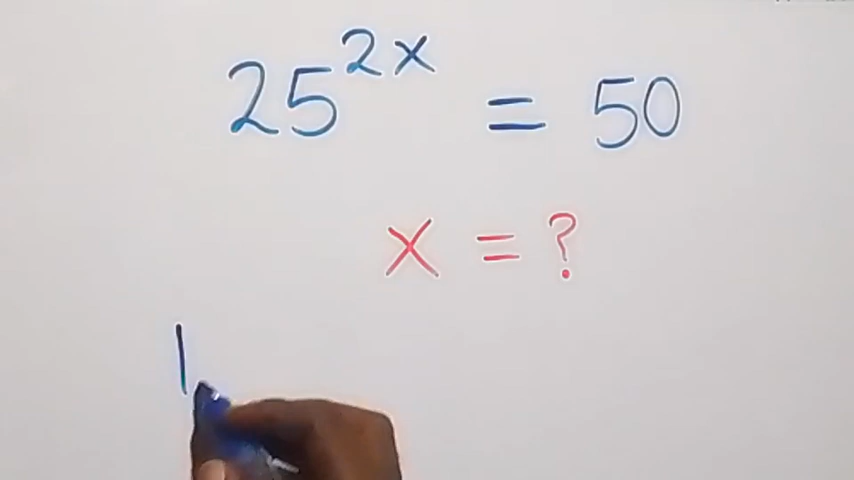 25^{2x} = 50
x = ?
l